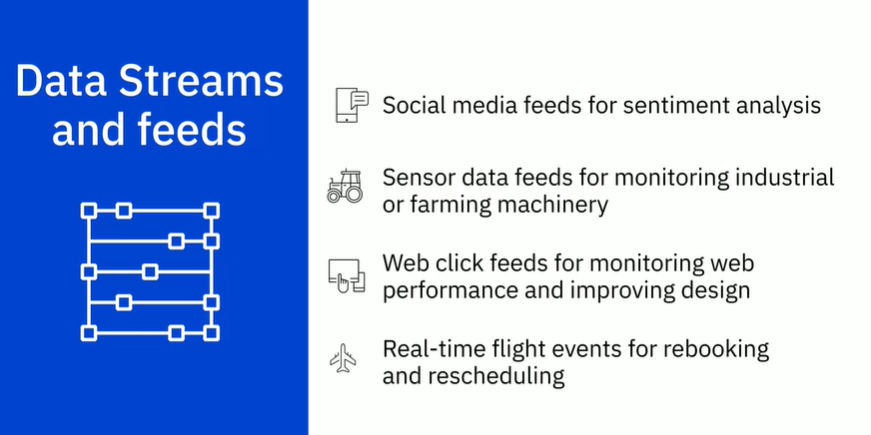 Data Streams
and feeds
Social media feeds for sentiment analysis
Sensor data feeds for monitoring industrial
or farming machinery
Web click feeds for monitoring web
performance and improving design
Real-time flight events for rebooking
and rescheduling